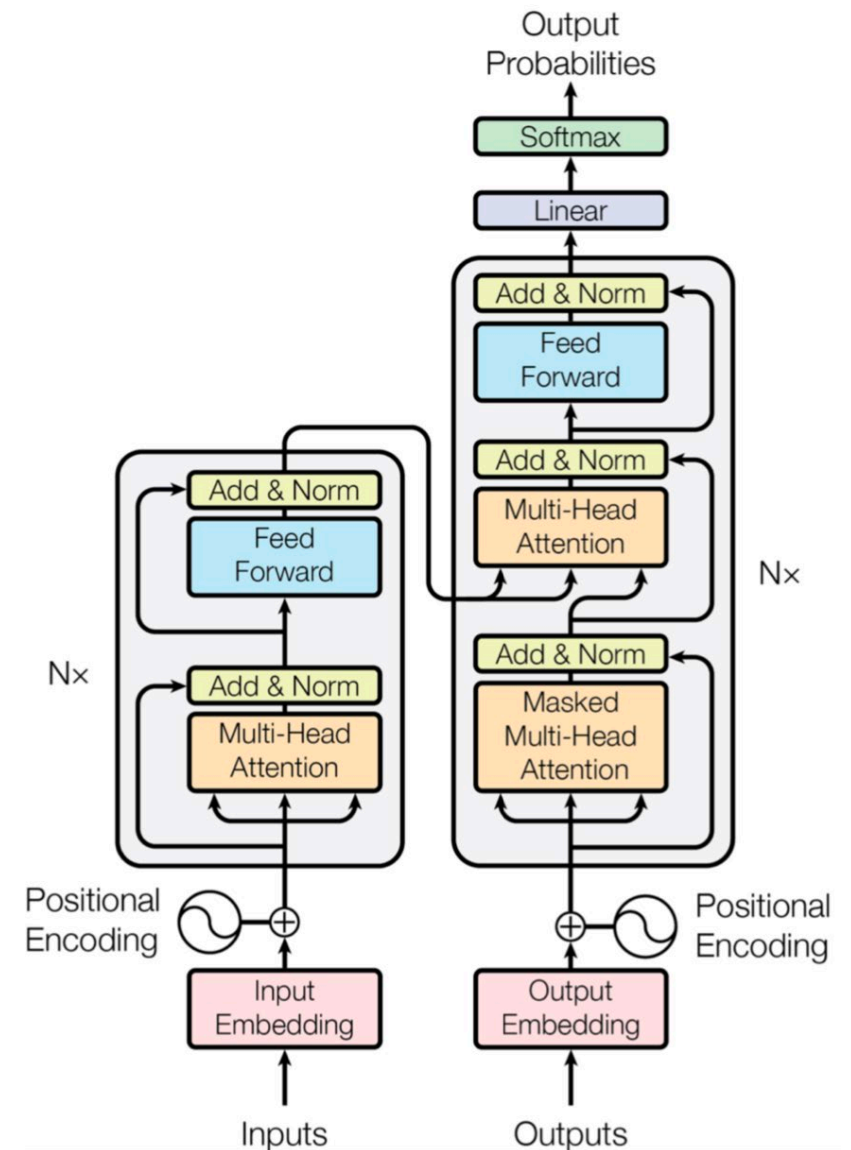 Output
Probabilities
Softmax
Linear
Add & Norm
Feed
Forward
Add & Norm
Multi-Head
Attention
Nx
Add & Norm
Masked
Multi-Head
Attention
Add & Norm
Feed
Forward
Nx
Add & Norm
Multi-Head
Attention
Positional
Encoding
Positional
Encoding
Input
Embedding
Output
Embedding
Inputs
Outputs